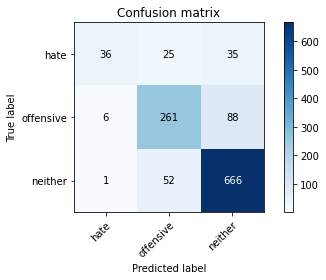 Confusion matrix
hate 36 25 35
offensive 6 261 88
neither 1 52 666
hate offensive neither
True label
Predicted label
600
500
400
300
200
100